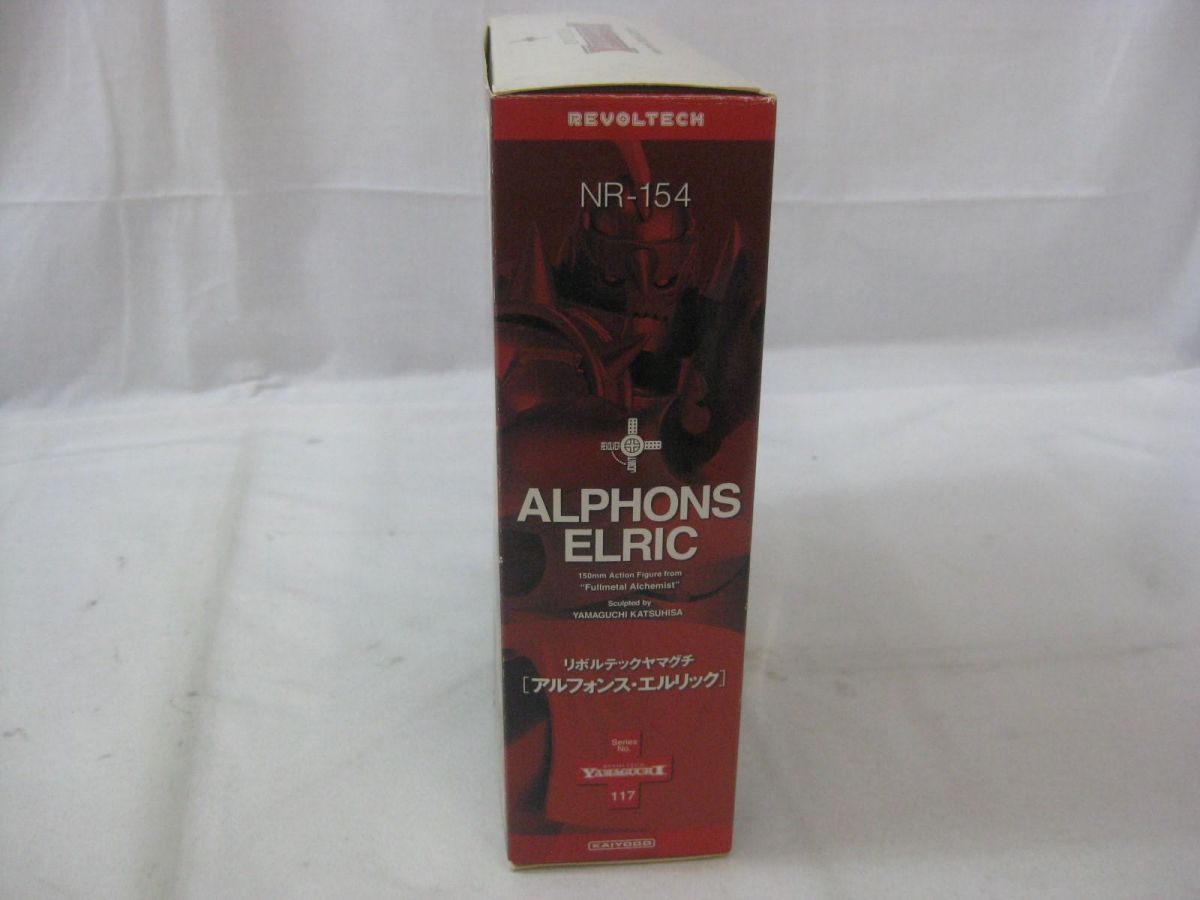 REVOLTECH
NR-154
REVOLVER
ALPHONS
ELRIC
150mm Action Figure from
"Fullmetal Alchemist"
Sculpted by
YAMAGUCHI KATSUHISA
リボルテックヤマグチ
[アルフォンス・エルリック]
Series
No.
REVOLTECH
YAMAGUCHI
117
KAIYODO